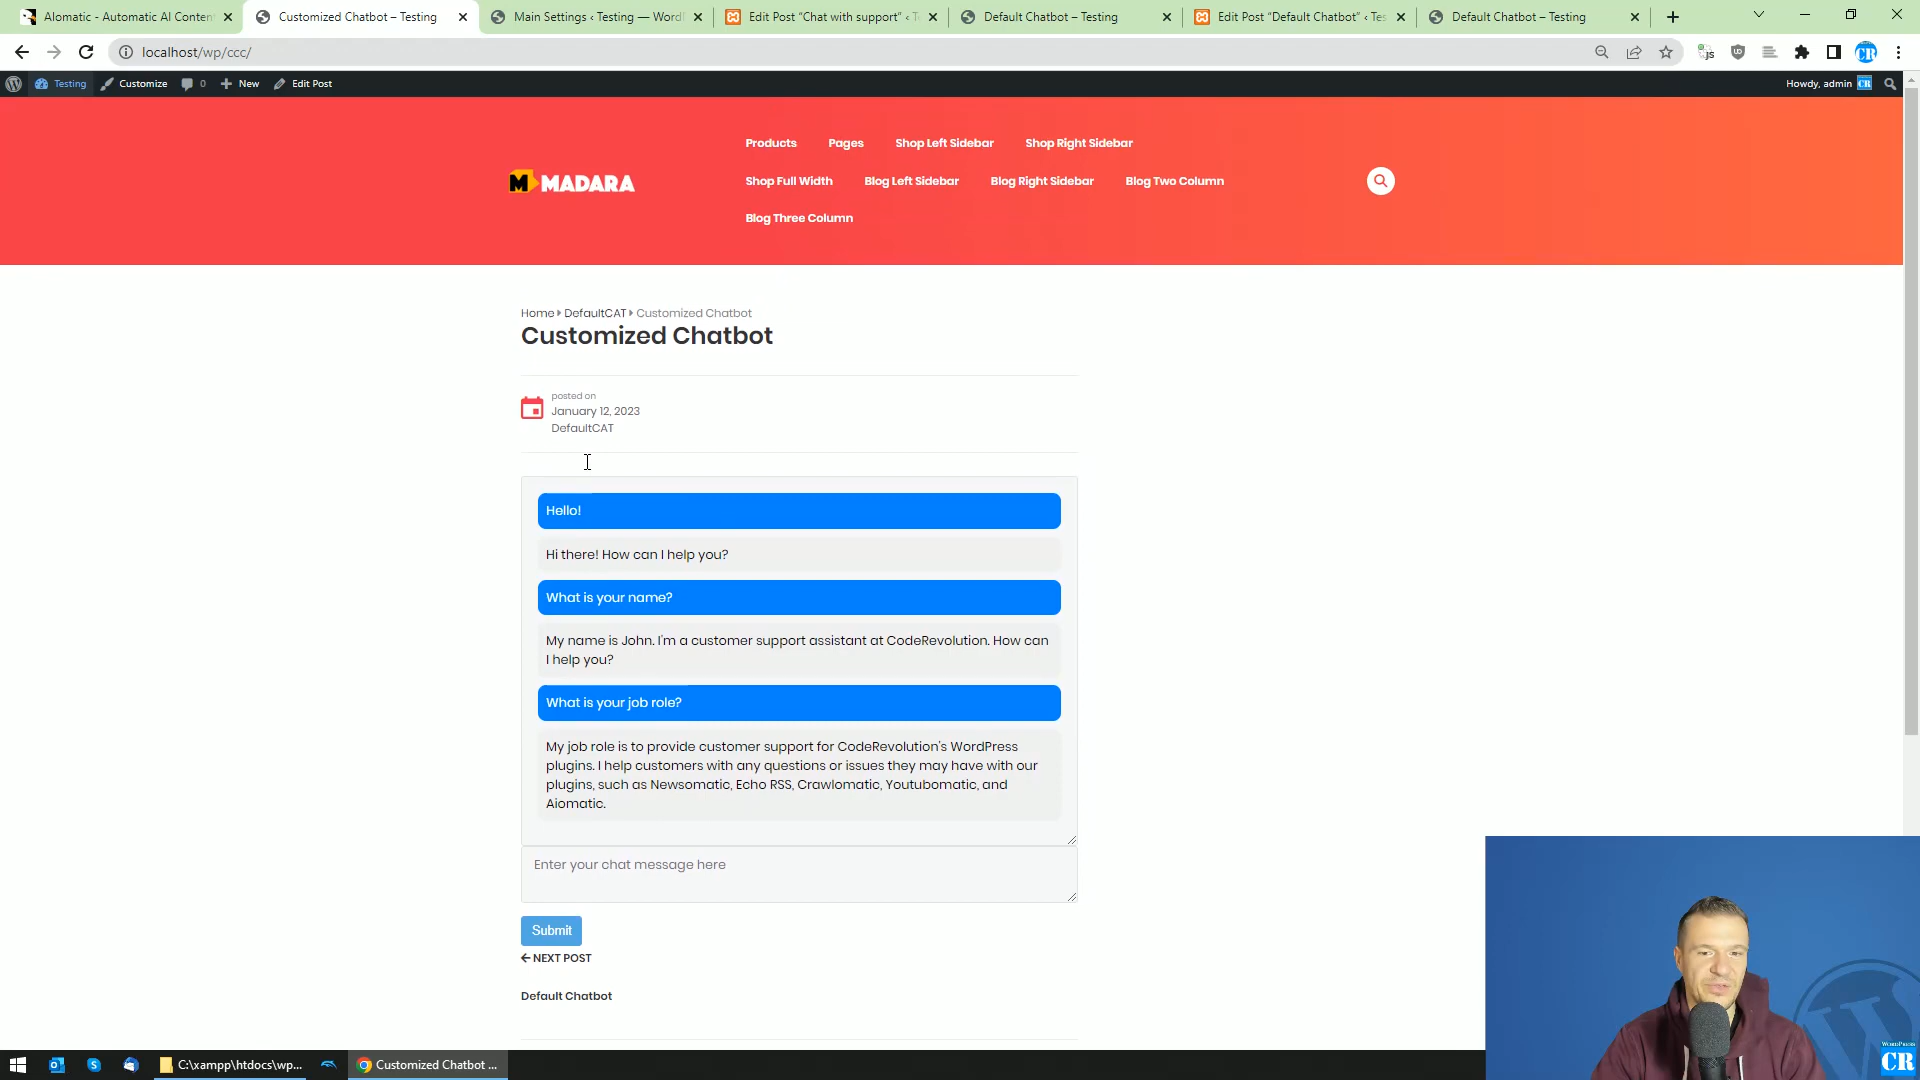 AIomatic - Automatic AI Conten
Customized Chatbot – Testing
Main Settings ‹ Testing — WordP
Edit Post “Chat with support” ‹ T
Default Chatbot – Testing
Edit Post “Default Chatbot” ‹ Tes
Default Chatbot – Testing
localhost/wp/ccc/
Testing
Customize
0
New
Edit Post
Howdy, admin
CR
MADARA
Products
Pages
Shop Left Sidebar
Shop Right Sidebar
Shop Full Width
Blog Left Sidebar
Blog Right Sidebar
Blog Two Column
Blog Three Column
Home DefaultCAT Customized Chatbot
Customized Chatbot
posted on
January 12, 2023
DefaultCAT
Hello!
Hi there! How can I help you?
What is your name?
My name is John. I'm a customer support assistant at CodeRevolution. How can
I help you?
What is your job role?
My job role is to provide customer support for CodeRevolution's WordPress
plugins. I help customers with any questions or issues they may have with our
plugins, such as Newsomatic, Echo RSS, Crawlomatic, Youtubomatic, and
Aiomatic.
Enter your chat message here
Submit
NEXT POST
Default Chatbot
C:\xampp\htdocs\wp...
Customized Chatbot ...
WORDPRESS
CR